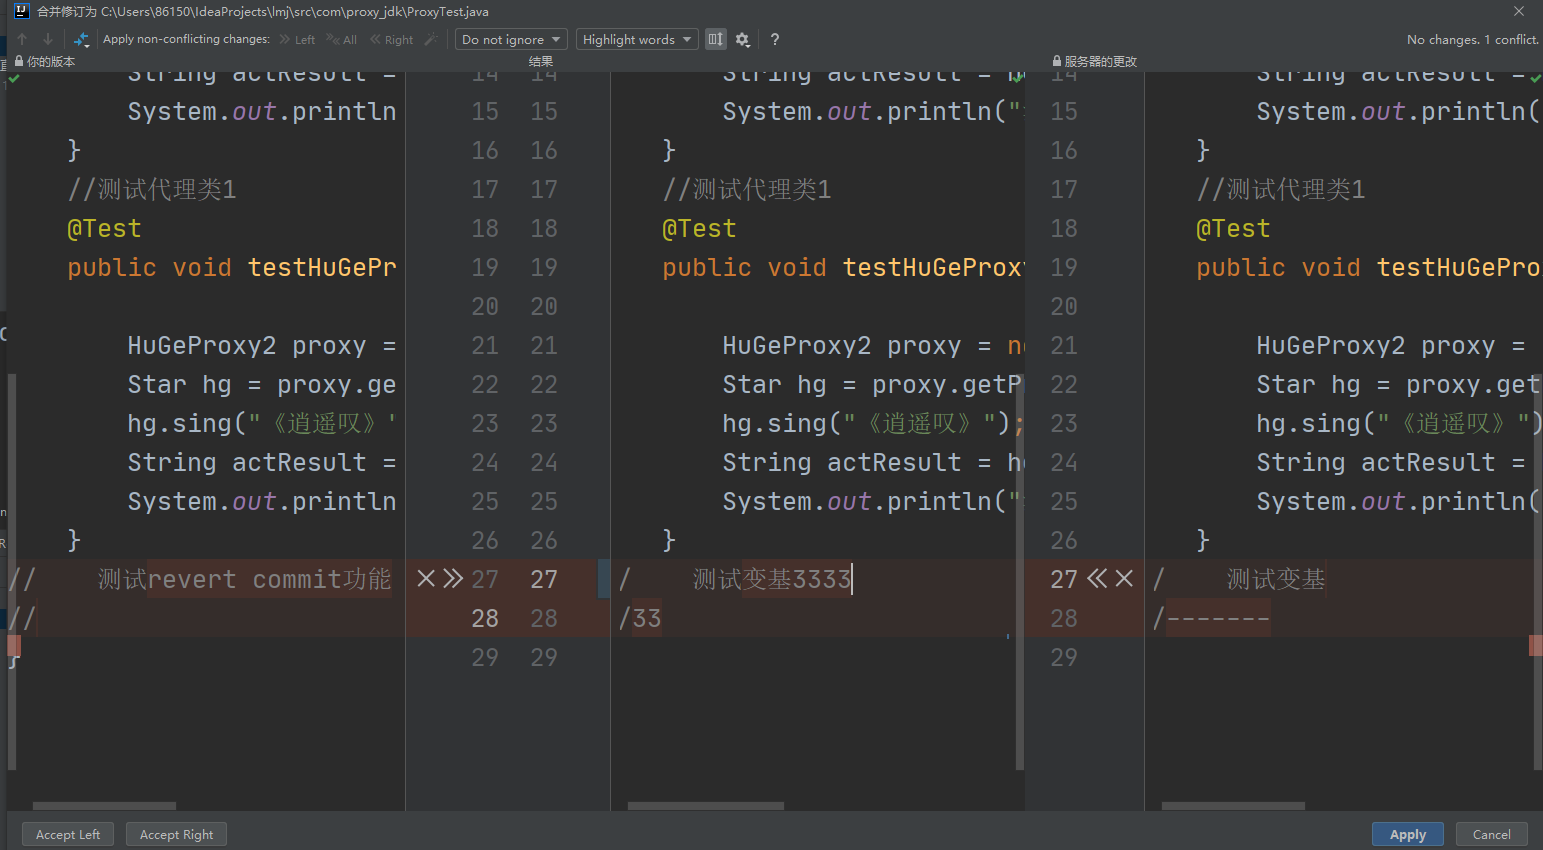 合并修订为 C:\Users\86150\IdeaProjects\lmj\src\com\proxy_jdk\ProxyTest.java
Apply non-conflicting changes: Left All Right Do not ignore Highlight words ? No changes. 1 conflict.
你的版本 结果 服务器的更改
String actResult = 14 14 String actResult = 14 String actResult =
System.out.println 15 15 System.out.println(" 15 System.out.println(
} 16 16 } 16 }
//测试代理类1 17 17 //测试代理类1 17 //测试代理类1
@Test 18 18 @Test 18 @Test
public void testHuGePr 19 19 public void testHuGeProxy 19 public void testHuGePro
20 20 20
HuGeProxy2 proxy = 21 21 HuGeProxy2 proxy = ne 21 HuGeProxy2 proxy =
Star hg = proxy.ge 22 22 Star hg = proxy.getP 22 Star hg = proxy.get
hg.sing("《逍遥叹》" 23 23 hg.sing("《逍遥叹》"); 23 hg.sing("《逍遥叹》")
String actResult = 24 24 String actResult = h 24 String actResult =
System.out.println 25 25 System.out.println(" 25 System.out.println(
} 26 26 } 26 }
// 测试revert commit功能 27 27 / 测试变基3333 27 / 测试变基
// 28 28 /33 28 /-------
} 29 29 29
Accept Left Accept Right Apply Cancel